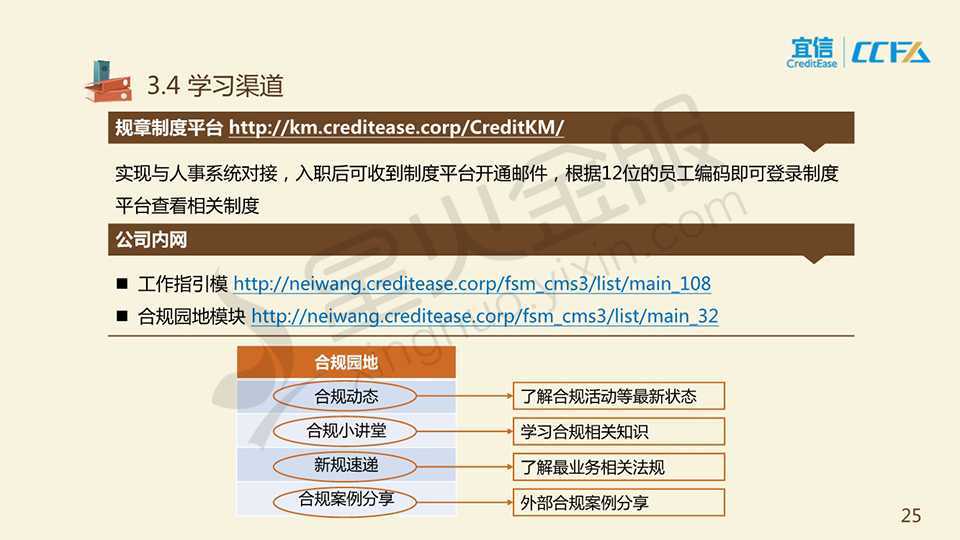 宜信
CreditEase
CCFA
3.4 学习渠道
规章制度平台 http://km.creditease.corp/CreditKM/
实现与人事系统对接，入职后可收到制度平台开通邮件，根据12位的员工编码即可登录制度
平台查看相关制度
公司内网
■ 工作指引模 http://neiwang.creditease.corp/fsm_cms3/list/main_108
■ 合规园地模块 http://neiwang.creditease.corp/fsm_cms3/list/main_32
合规园地
合规动态
了解合规活动等最新状态
合规小讲堂
学习合规相关知识
新规速递
了解最业务相关法规
合规案例分享
外部合规案例分享
星火金服
xinghuo.yixin.com
25